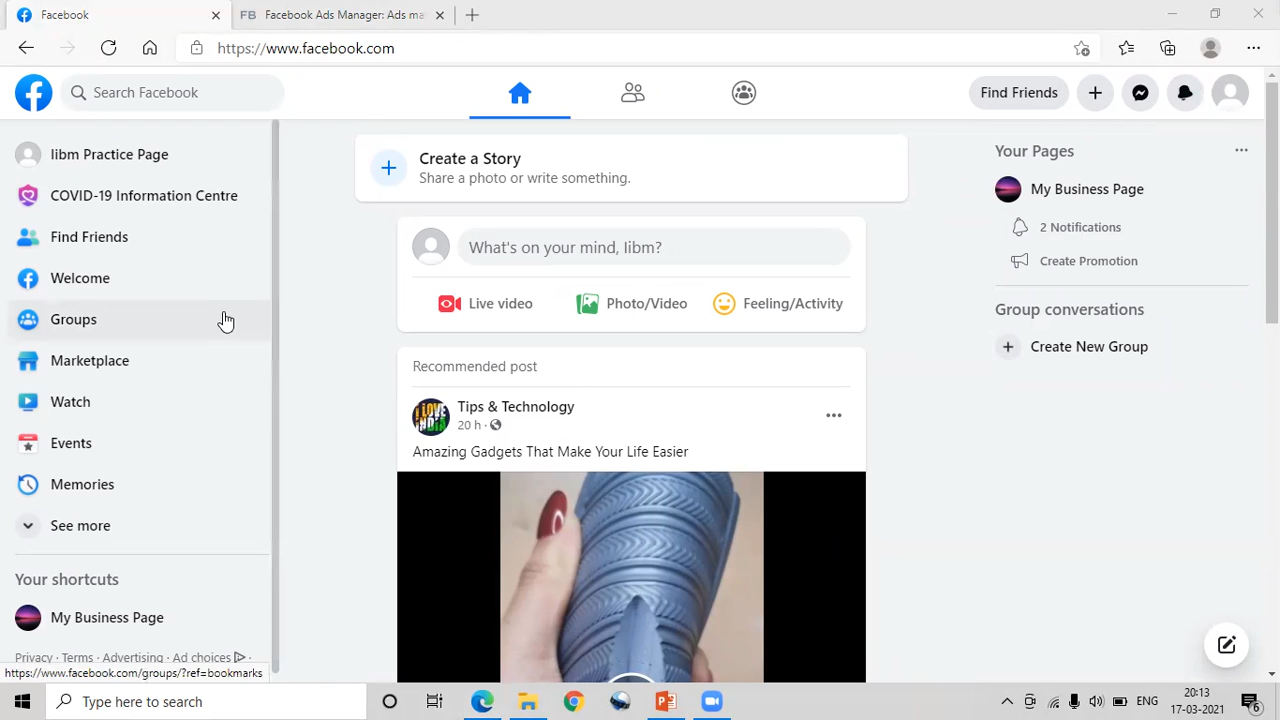 Facebook
FB Facebook Ads Manager: Ads ma
https://www.facebook.com
Search Facebook
Find Friends
Iibm Practice Page
COVID-19 Information Centre
Find Friends
Welcome
Groups
Marketplace
Watch
Events
Memories
See more
Your shortcuts
My Business Page
Privacy · Terms · Advertising · Ad choices ·
https://www.facebook.com/groups/?ref=bookmarks
Create a Story
Share a photo or write something.
What's on your mind, Iibm?
Live video
Photo/Video
Feeling/Activity
Recommended post
I LOVE INDIA
Tips & Technology
20 h ·
Amazing Gadgets That Make Your Life Easier
Your Pages
My Business Page
2 Notifications
Create Promotion
Group conversations
Create New Group
Type here to search
ENG
20:13
17-03-2021
6